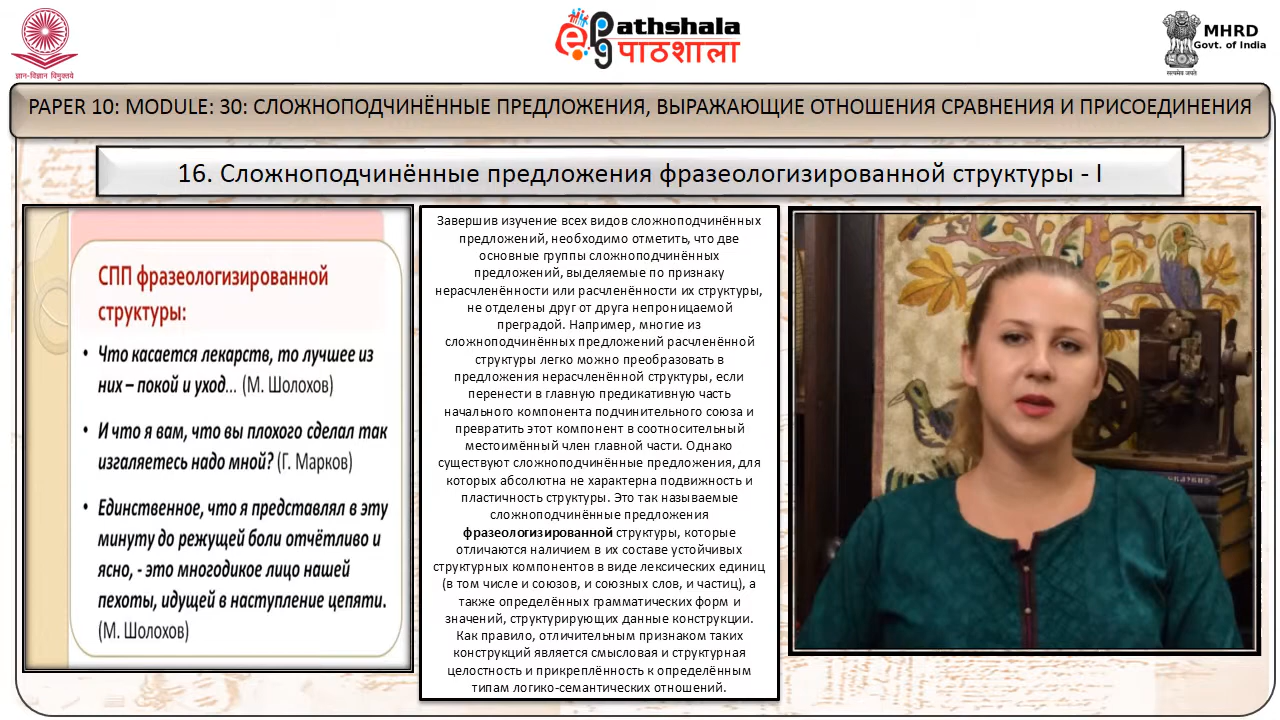 ज्ञान-विज्ञान विमुक्तये
ePg Pathshala
पाठशाला
MHRD
Govt. of India
सत्यमेव जयते
PAPER 10: MODULE: 30: СЛОЖНОПОДЧИНЁННЫЕ ПРЕДЛОЖЕНИЯ, ВЫРАЖАЮЩИЕ ОТНОШЕНИЯ СРАВНЕНИЯ И ПРИСОЕДИНЕНИЯ
16. Сложноподчинённые предложения фразеологизированной структуры - I
СПП фразеологизированной
структуры:
• Что касается лекарств, то лучшее из
них – покой и уход... (М. Шолохов)
• И что я вам, что вы плохого сделал так
изгаляетесь надо мной? (Г. Марков)
• Единственное, что я представлял в эту
минуту до режущей боли отчётливо и
ясно, - это многодикое лицо нашей
пехоты, идущей в наступление цепяти.
(М. Шолохов)
Завершив изучение всех видов сложноподчинённых
предложений, необходимо отметить, что две
основные группы сложноподчинённых
предложений, выделяемые по признаку
нерасчленённости или расчленённости их структуры,
не отделены друг от друга непроницаемой
преградой. Например, многие из
сложноподчинённых предложений расчленённой
структуры легко можно преобразовать в
предложения нерасчленённой структуры, если
перенести в главную предикативную часть
начального компонента подчинительного союза и
превратить этот компонент в соотносительный
местоимённый член главной части. Однако
существуют сложноподчинённые предложения, для
которых абсолютна не характерна подвижность и
пластичность структуры. Это так называемые
сложноподчинённые предложения
фразеологизированной структуры, которые
отличаются наличием в их составе устойчивых
структурных компонентов в виде лексических единиц
(в том числе и союзов, и союзных слов, и частиц), а
также определённых грамматических форм и
значений, структурирующих данные конструкции.
Как правило, отличительным признаком таких
конструкций является смысловая и структурная
целостность и прикреплённость к определённым
типам логико-семантических отношений.